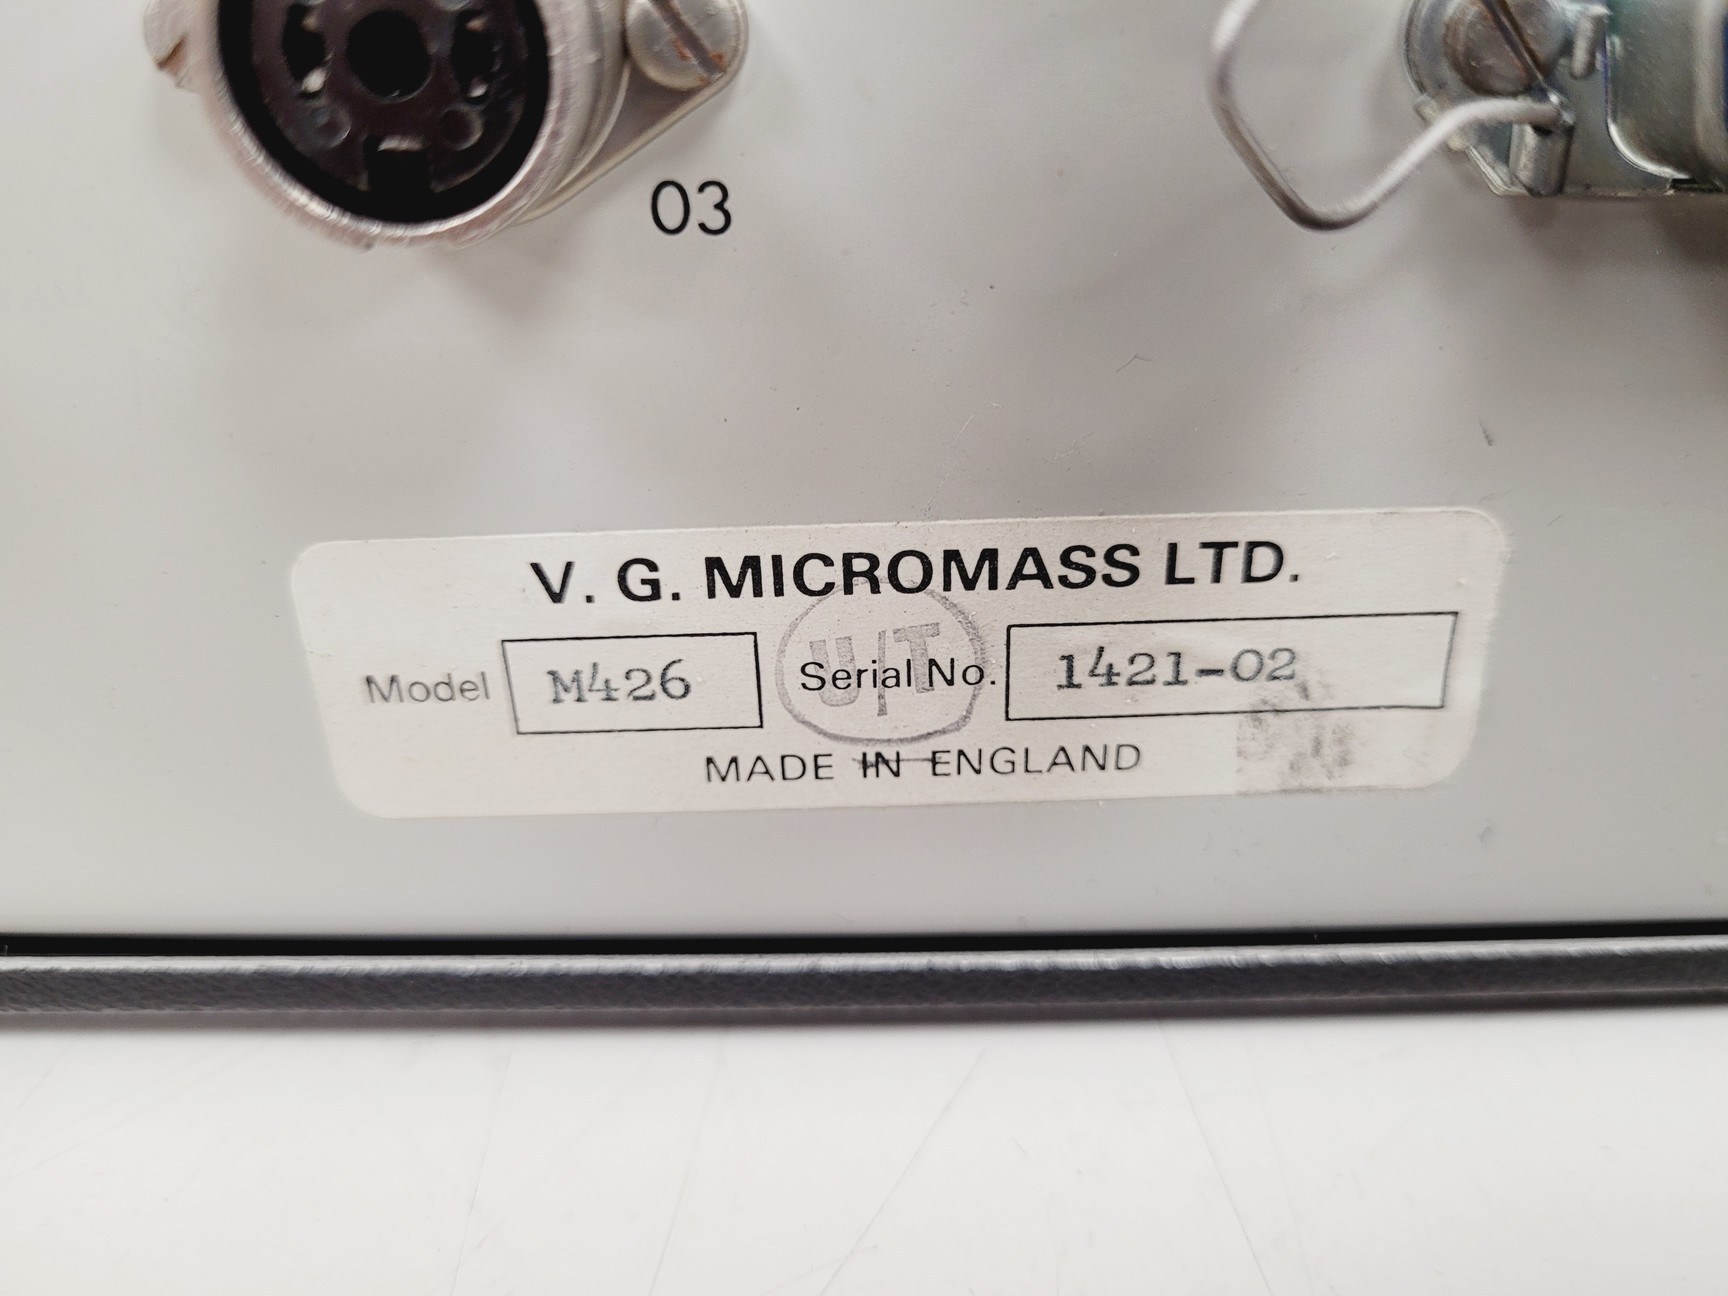 03
V. G. MICROMASS LTD.
Model M426 Serial No. 1421-02
U/T
MADE IN ENGLAND